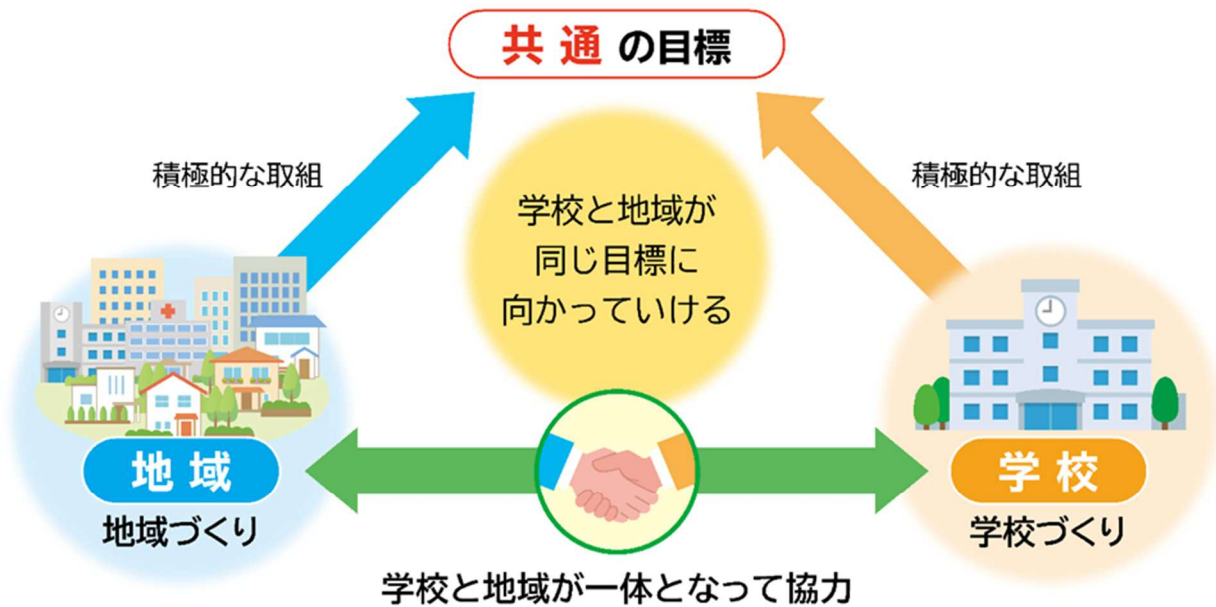 共通の目標
積極的な取組
積極的な取組
学校と地域が
同じ目標に
向かっていける
地域
地域づくり
学校
学校づくり
学校と地域が一体となって協力